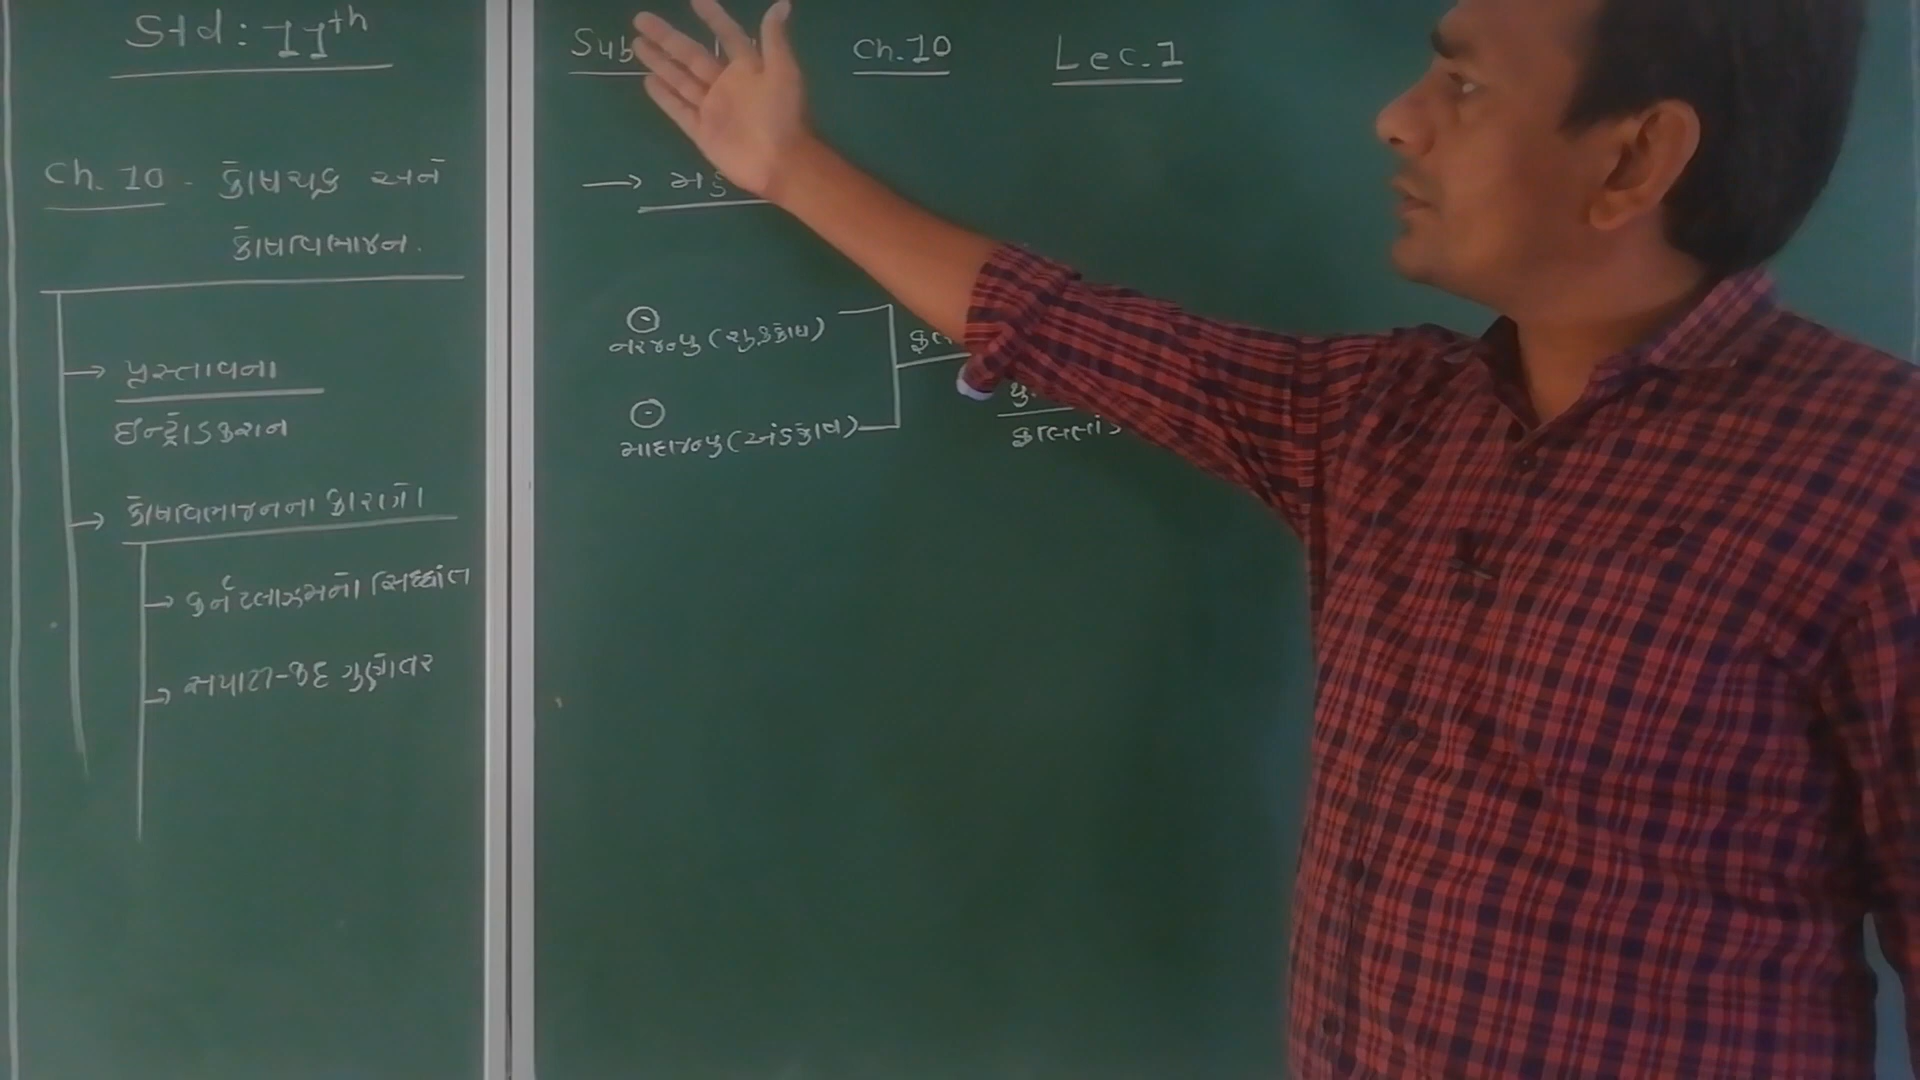 Std : 11th
Ch. 10 - કોષચક્ર અને
કોષવિભાજન.
→ પ્રસ્તાવના
ઇન્ટ્રોડક્શન
→ કોષવિભાજનના કારણો
→ કર્નપ્લાઝમનો સિદ્ધાંત
→ સપાટી-કદ ગુણોત્તર
Sub
Ch. 10
Lec. 1
→
નરજન્યુ (શુક્રકોષ)
માદાજન્યુ (અંડકોષ)